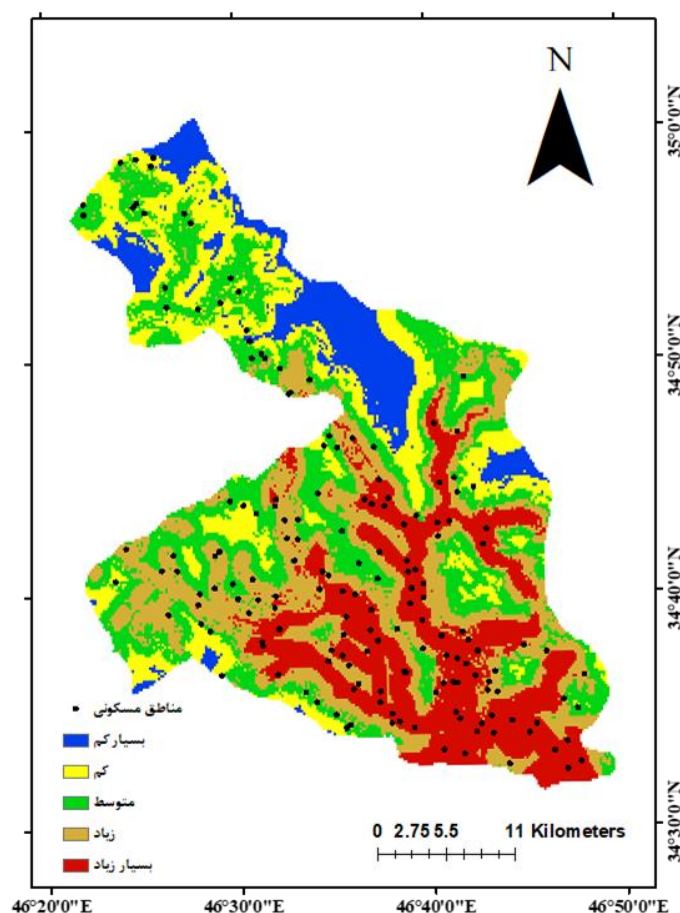 N
35°0'0"N
34°50'0"N
34°40'0"N
34°30'0"N
مناطق مسکونی
بسیار کم
کم
متوسط
زیاد
بسیار زیاد
0 2.75 5.5 11 Kilometers
46°20'0"E 46°30'0"E 46°40'0"E 46°50'0"E